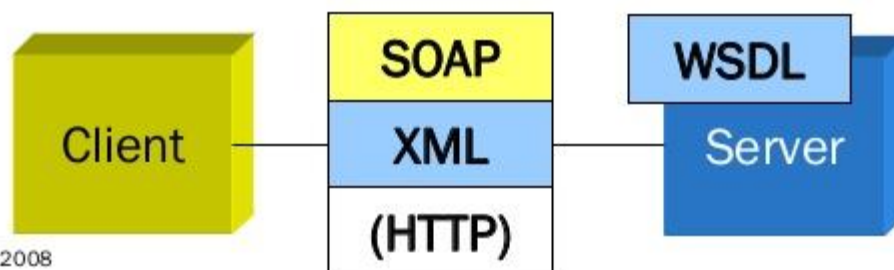 SOAP
WSDL
Client
XML
Server
(HTTP)
2008